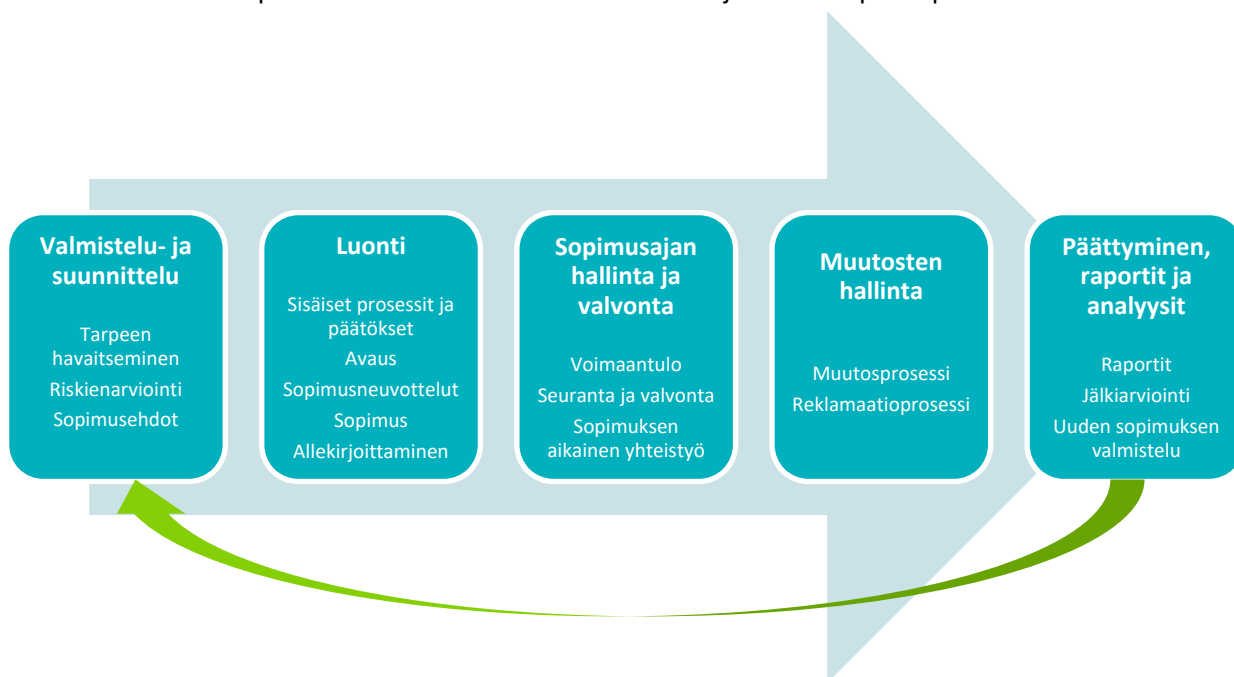 Valmistelu- ja
suunnittelu
Tarpeen
havaitseminen
Riskienarviointi
Sopimusehdot
Luonti
Sisäiset prosessit ja
päätökset
Avaus
Sopimusneuvottelut
Sopimus
Allekirjoittaminen
Sopimusajan
hallinta ja
valvonta
Voimaantulo
Seuranta ja valvonta
Sopimuksen
aikainen yhteistyö
Muutosten
hallinta
Muutosprosessi
Reklamaatioprosessi
Päättyminen,
raportit ja
analyysit
Raportit
Jälkiarviointi
Uuden sopimuksen
valmistelu